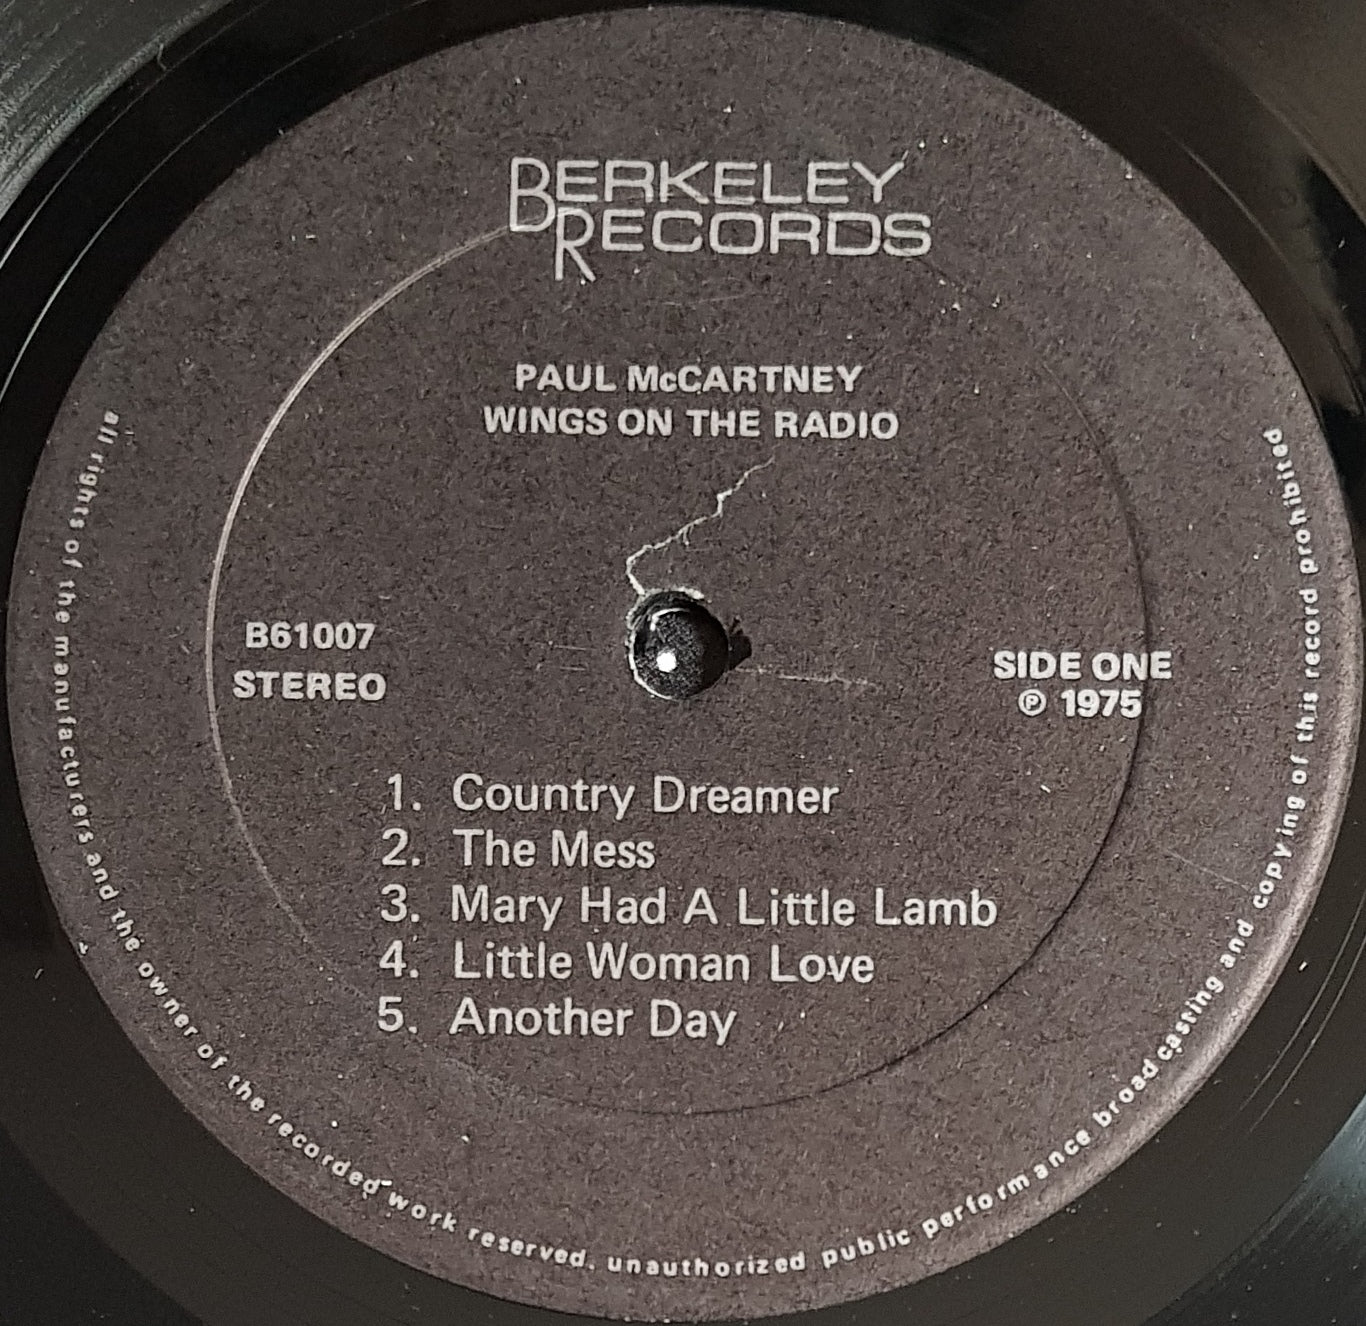 BERKELEY
RECORDS
PAUL McCARTNEY
WINGS ON THE RADIO
B61007
STEREO
SIDE ONE
℗ 1975
1. Country Dreamer
2. The Mess
3. Mary Had A Little Lamb
4. Little Woman Love
5. Another Day
all rights of the manufacturers and the owner of the recorded work reserved. unauthorized public performance broadcasting and copying of this record prohibited